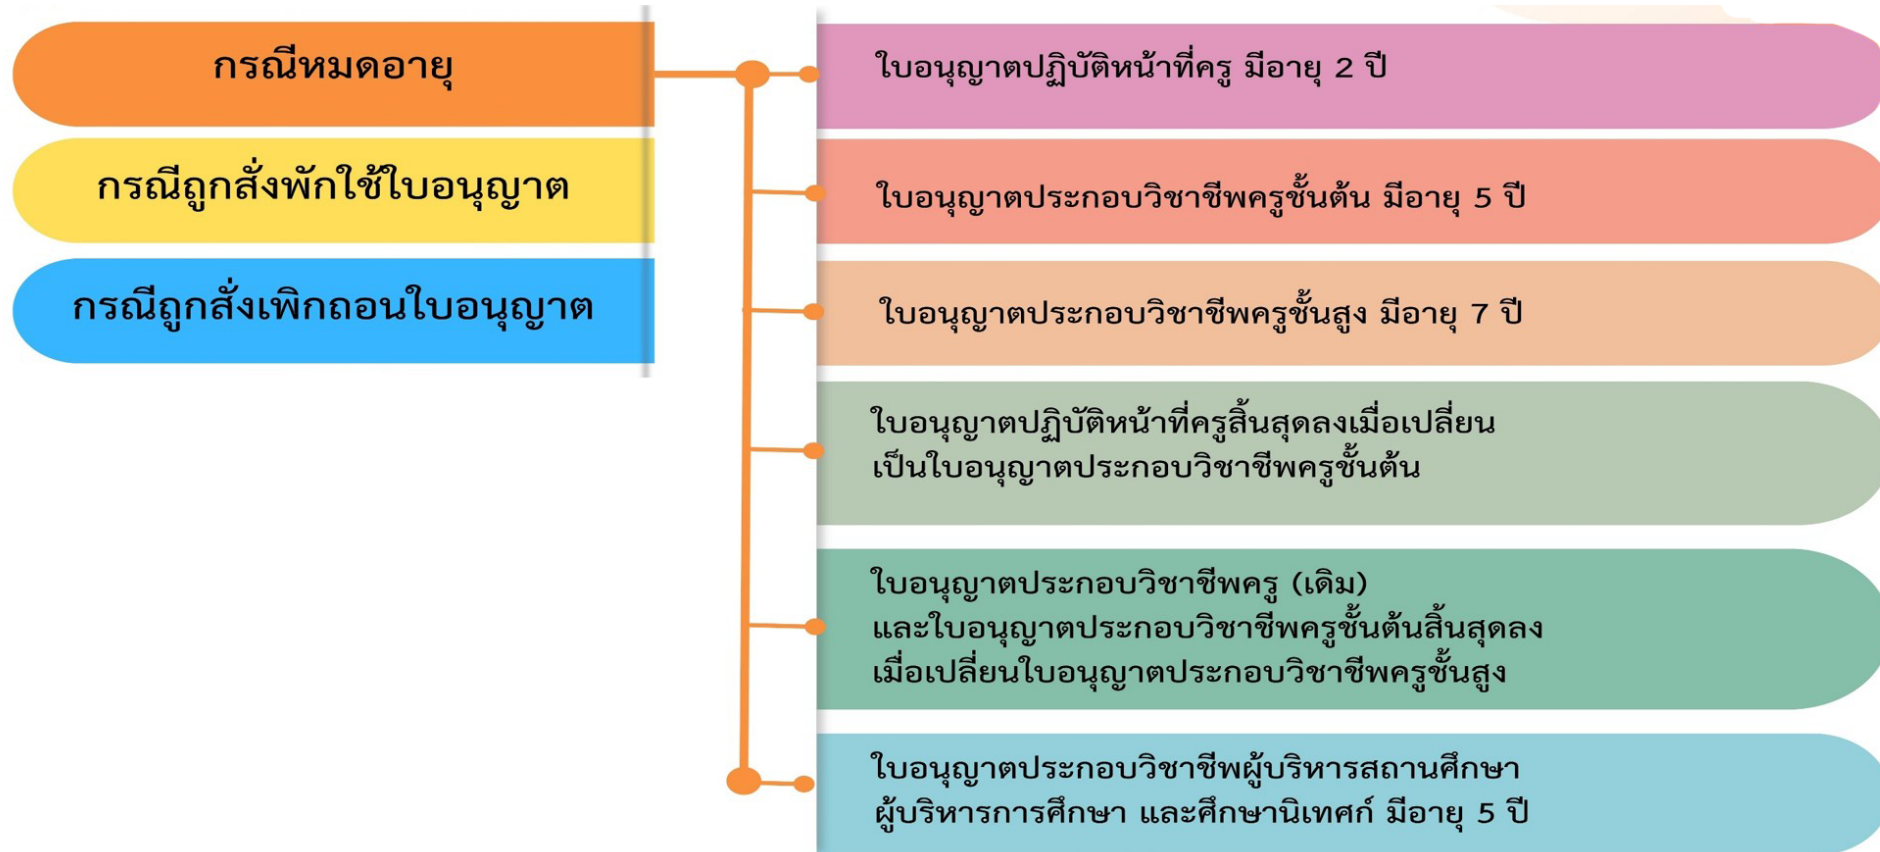 กรณีหมดอายุ
กรณีถูกสั่งพักใช้ใบอนุญาต
กรณีถูกสั่งเพิกถอนใบอนุญาต
ใบอนุญาตปฏิบัติหน้าที่ครู มีอายุ 2 ปี
ใบอนุญาตประกอบวิชาชีพครูชั้นต้น มีอายุ 5 ปี
ใบอนุญาตประกอบวิชาชีพครูชั้นสูง มีอายุ 7 ปี
ใบอนุญาตปฏิบัติหน้าที่ครูสิ้นสุดลงเมื่อเปลี่ยน
เป็นใบอนุญาตประกอบวิชาชีพครูชั้นต้น
ใบอนุญาตประกอบวิชาชีพครู (เดิม)
และใบอนุญาตประกอบวิชาชีพครูชั้นต้นสิ้นสุดลง
เมื่อเปลี่ยนใบอนุญาตประกอบวิชาชีพครูชั้นสูง
ใบอนุญาตประกอบวิชาชีพผู้บริหารสถานศึกษา
ผู้บริหารการศึกษา และศึกษานิเทศก์ มีอายุ 5 ปี